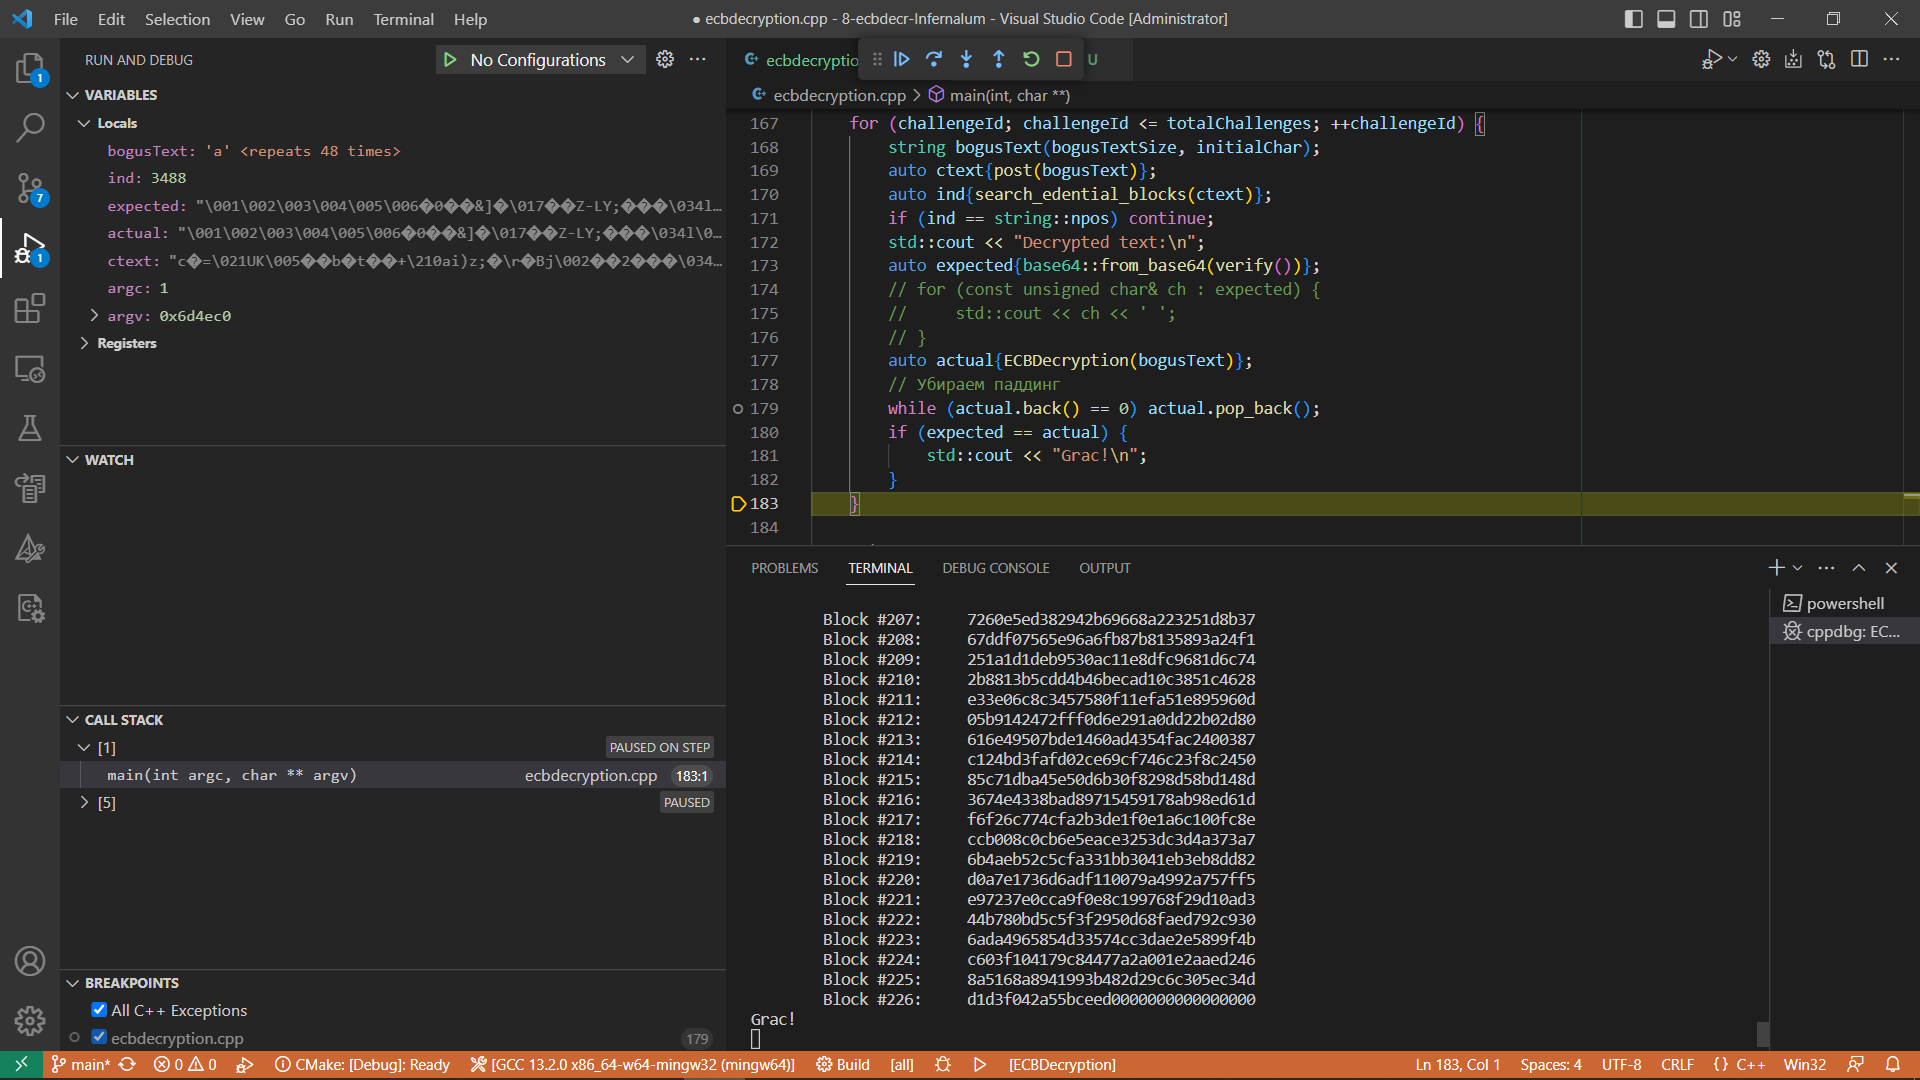 File Edit Selection View Go Run Terminal Help
● ecbdecryption.cpp - 8-ecbdecr-Infernalum - Visual Studio Code [Administrator]
RUN AND DEBUG
No Configurations
VARIABLES
Locals
bogusText: 'a' <repeats 48 times>
ind: 3488
expected: "\001\002\003\004\005\006�0��&]�\017��Z-LY;���\034l...
actual: "\001\002\003\004\005\006�0��&]�\017��Z-LY;���\034l\0...
ctext: "c�=\021UK\005��b�t��+\210ai)z;�\r�Bj\002��2���\034...
argc: 1
argv: 0x6d4ec0
Registers
WATCH
CALL STACK
[1] PAUSED ON STEP
main(int argc, char ** argv) ecbdecryption.cpp 183:1
[5] PAUSED
BREAKPOINTS
All C++ Exceptions
ecbdecryption.cpp 179
1
7
1
ecbdecryptio U
ecbdecryption.cpp > main(int, char **)
167 for (challengeId; challengeId <= totalChallenges; ++challengeId) {
168 string bogusText(bogusTextSize, initialChar);
169 auto ctext{post(bogusText)};
170 auto ind{search_edential_blocks(ctext)};
171 if (ind == string::npos) continue;
172 std::cout << "Decrypted text:\n";
173 auto expected{base64::from_base64(verify())};
174 // for (const unsigned char& ch : expected) {
175 //     std::cout << ch << ' ';
176 // }
177 auto actual{ECBDecryption(bogusText)};
178 // Убираем паддинг
179 while (actual.back() == 0) actual.pop_back();
180 if (expected == actual) {
181 std::cout << "Grac!\n";
182 }
183 }
184
PROBLEMS TERMINAL DEBUG CONSOLE OUTPUT
powershell
cppdbg: EC...
Block #207: 7260e5ed382942b69668a223251d8b37
Block #208: 67ddf07565e96a6fb87b8135893a24f1
Block #209: 251a1d1deb9530ac11e8dfc9681d6c74
Block #210: 2b8813b5cdd4b46becad10c3851c4628
Block #211: e33e06c8c3457580f11efa51e895960d
Block #212: 05b9142472fff0d6e291a0dd22b02d80
Block #213: 616e49507bde1460ad4354fac2400387
Block #214: c124bd3fafd02ce69cf746c23f8c2450
Block #215: 85c71dba45e50d6b30f8298d58bd148d
Block #216: 3674e4338bad89715459178ab98ed61d
Block #217: f6f26c774cfa2b3de1f0e1a6c100fc8e
Block #218: ccb008c0cb6e5eace3253dc3d4a373a7
Block #219: 6b4aeb52c5cfa331bb3041eb3eb8dd82
Block #220: d0a7e1736d6adf110079a4992a757ff5
Block #221: e97237e0cca9f0e8c199768f29d10ad3
Block #222: 44b780bd5c5f3f2950d68faed792c930
Block #223: 6ada4965854d33574cc3dae2e5899f4b
Block #224: c603f104179c84477a2a001e2aaed246
Block #225: 8a5168a8941993b482d29c6c305ec34d
Block #226: d1d3f042a55bceed0000000000000000
Grac!
main* 0 0 CMake: [Debug]: Ready [GCC 13.2.0 x86_64-w64-mingw32 (mingw64)] Build [all] [ECBDecryption] Ln 183, Col 1 Spaces: 4 UTF-8 CRLF {} C++ Win32